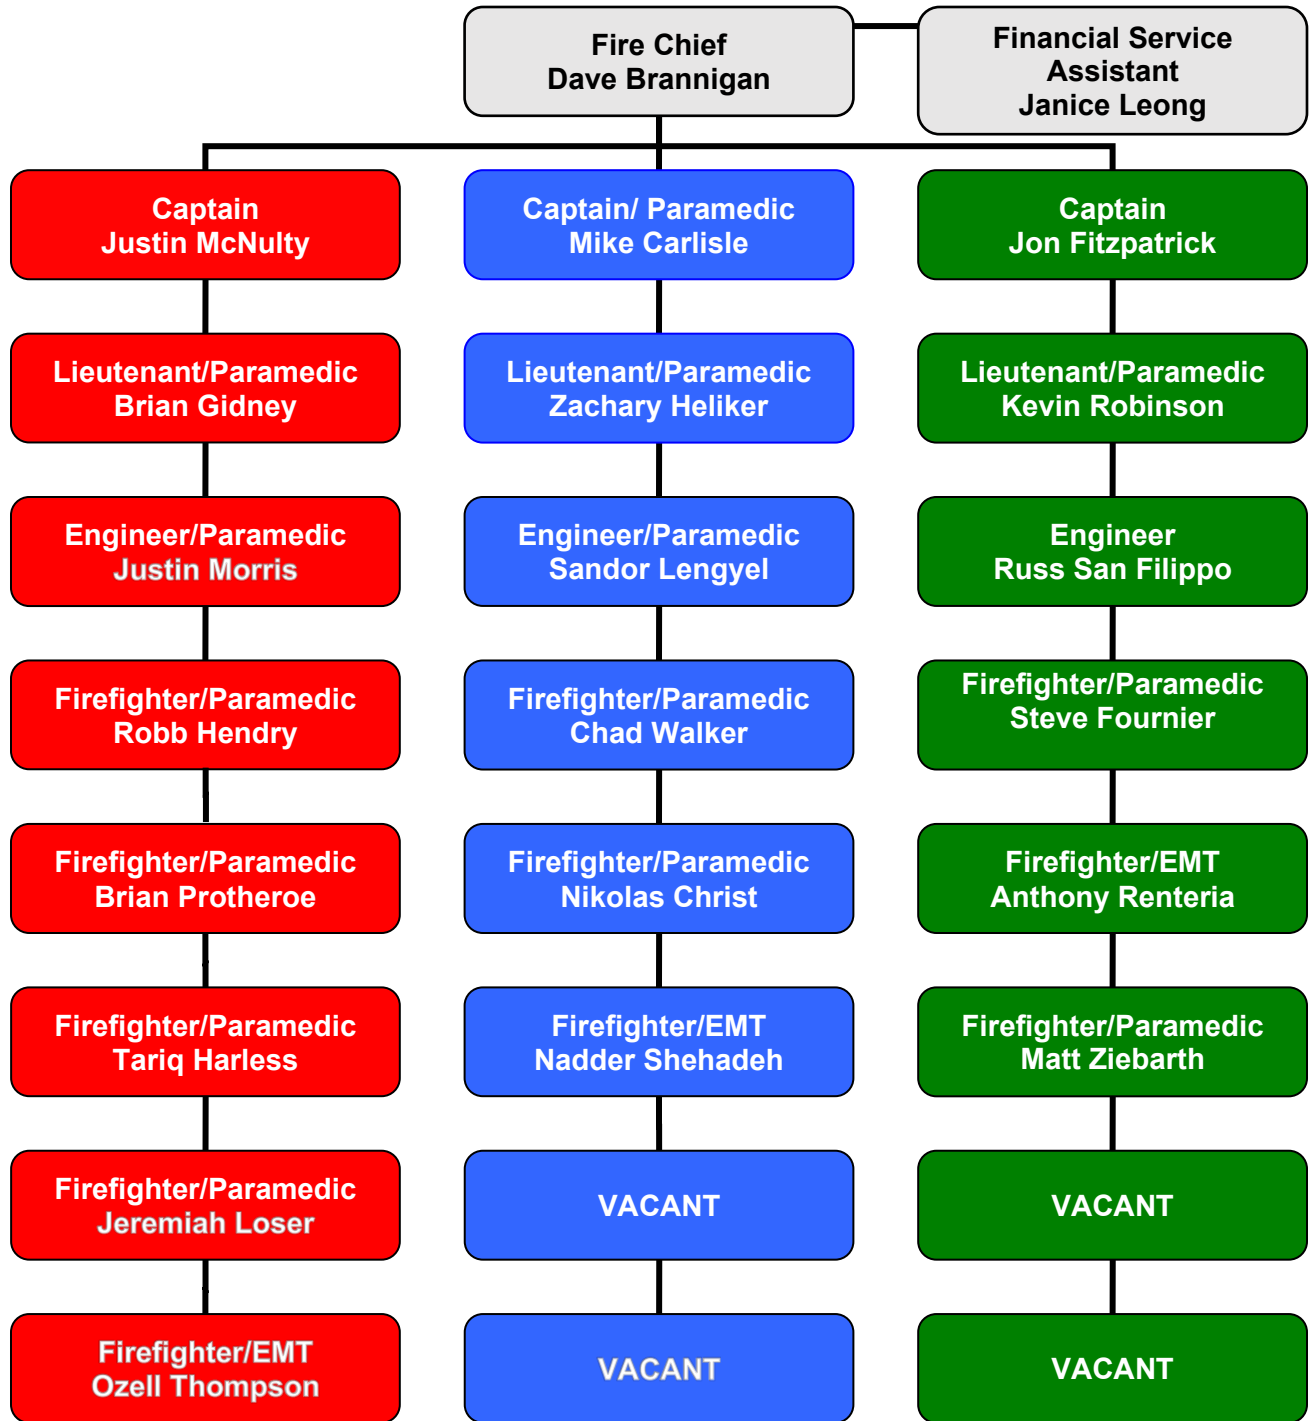 Fire Chief
Dave Brannigan
Financial Service
Assistant
Janice Leong
Captain
Justin McNulty
Captain/ Paramedic
Mike Carlisle
Captain
Jon Fitzpatrick
Lieutenant/Paramedic
Brian Gidney
Lieutenant/Paramedic
Zachary Heliker
Lieutenant/Paramedic
Kevin Robinson
Engineer/Paramedic
Justin Morris
Engineer/Paramedic
Sandor Lengyel
Engineer
Russ San Filippo
Firefighter/Paramedic
Robb Hendry
Firefighter/Paramedic
Chad Walker
Firefighter/Paramedic
Steve Fournier
Firefighter/Paramedic
Brian Protheroe
Firefighter/Paramedic
Nikolas Christ
Firefighter/EMT
Anthony Renteria
Firefighter/Paramedic
Tariq Harless
Firefighter/EMT
Nadder Shehadeh
Firefighter/Paramedic
Matt Ziebarth
Firefighter/Paramedic
Jeremiah Loser
VACANT
VACANT
Firefighter/EMT
Ozell Thompson
VACANT
VACANT